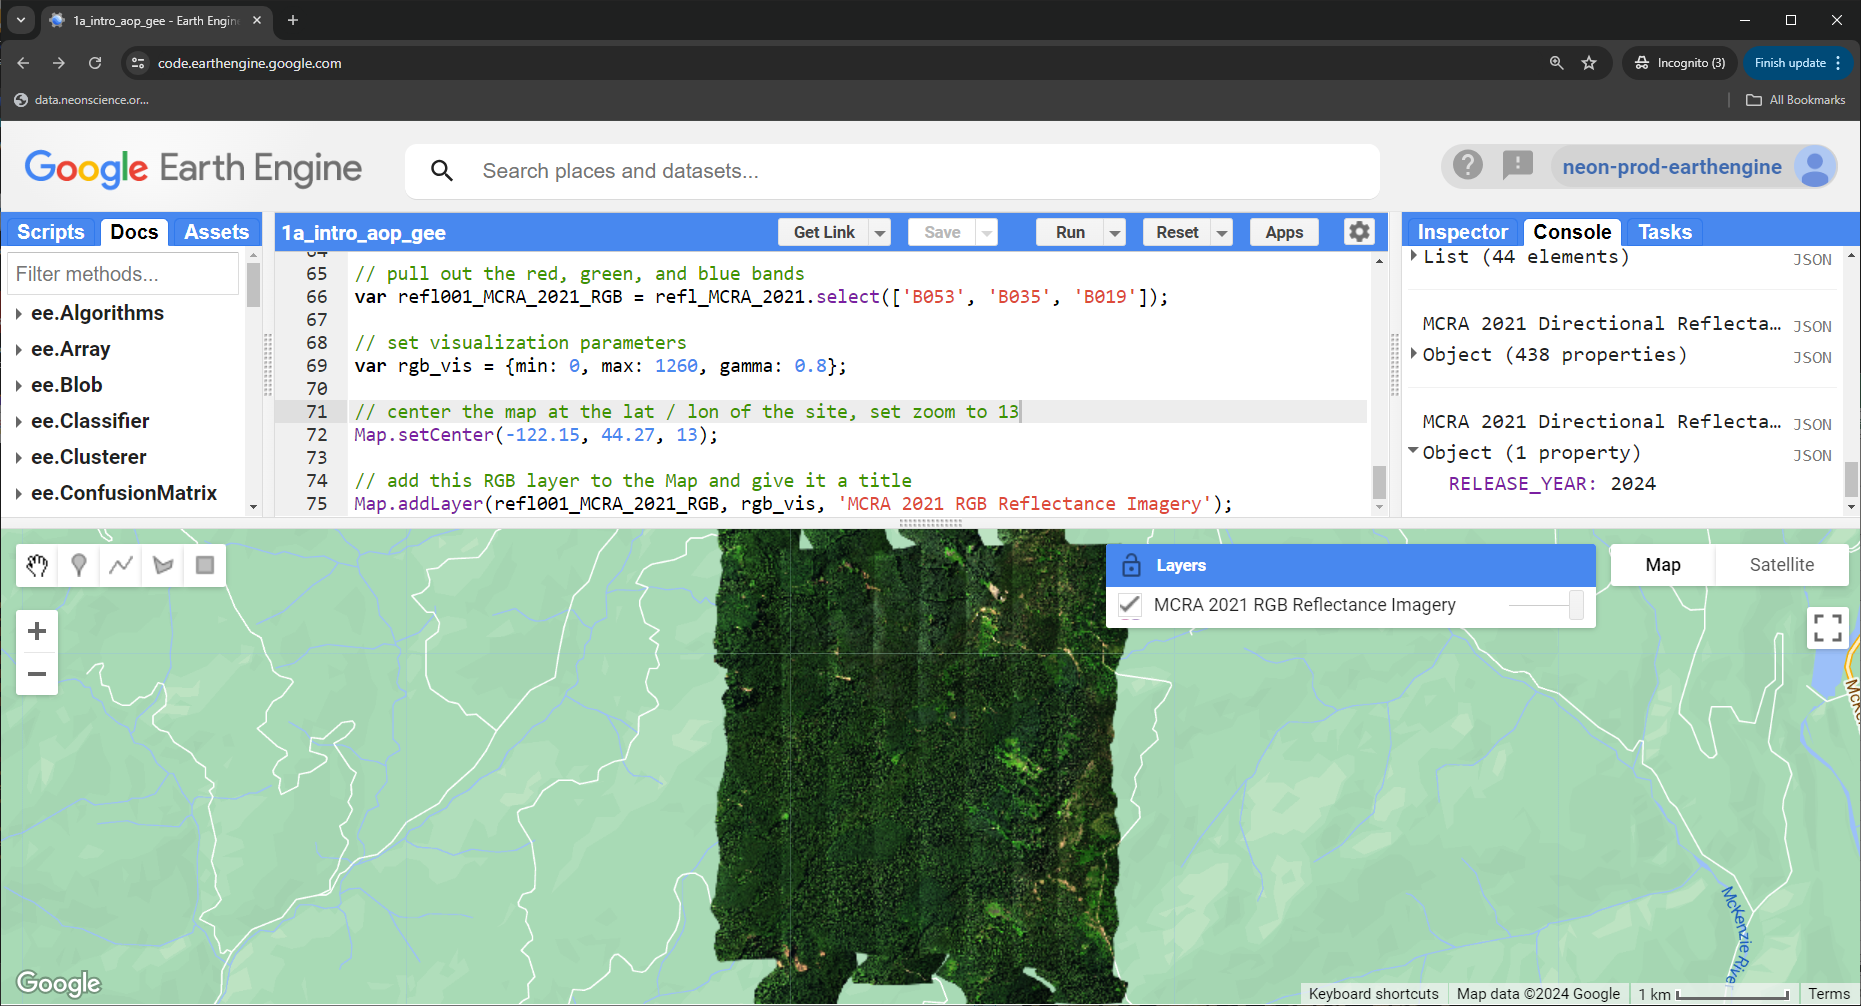 1a_intro_aop_gee - Earth Engin
code.earthengine.google.com
Incognito (3)
Finish update
data.neonscience.or...
All Bookmarks
Google Earth Engine
Search places and datasets...
neon-prod-earthengine
Scripts Docs Assets
Filter methods...
ee.Algorithms
ee.Array
ee.Blob
ee.Classifier
ee.Clusterer
ee.ConfusionMatrix
1a_intro_aop_gee
Get Link Save Run Reset Apps
64
65 // pull out the red, green, and blue bands
66 var refl001_MCRA_2021_RGB = refl_MCRA_2021.select(['B053', 'B035', 'B019']);
67
68 // set visualization parameters
69 var rgb_vis = {min: 0, max: 1260, gamma: 0.8};
70
71 // center the map at the lat / lon of the site, set zoom to 13
72 Map.setCenter(-122.15, 44.27, 13);
73
74 // add this RGB layer to the Map and give it a title
75 Map.addLayer(refl001_MCRA_2021_RGB, rgb_vis, 'MCRA 2021 RGB Reflectance Imagery');
Inspector Console Tasks
List (44 elements) JSON
MCRA 2021 Directional Reflecta... JSON
Object (438 properties) JSON
MCRA 2021 Directional Reflecta... JSON
Object (1 property) JSON
RELEASE_YEAR: 2024
Layers
MCRA 2021 RGB Reflectance Imagery
Map Satellite
McK
McKenzie River
Google
Keyboard shortcuts Map data ©2024 Google 1 km Terms